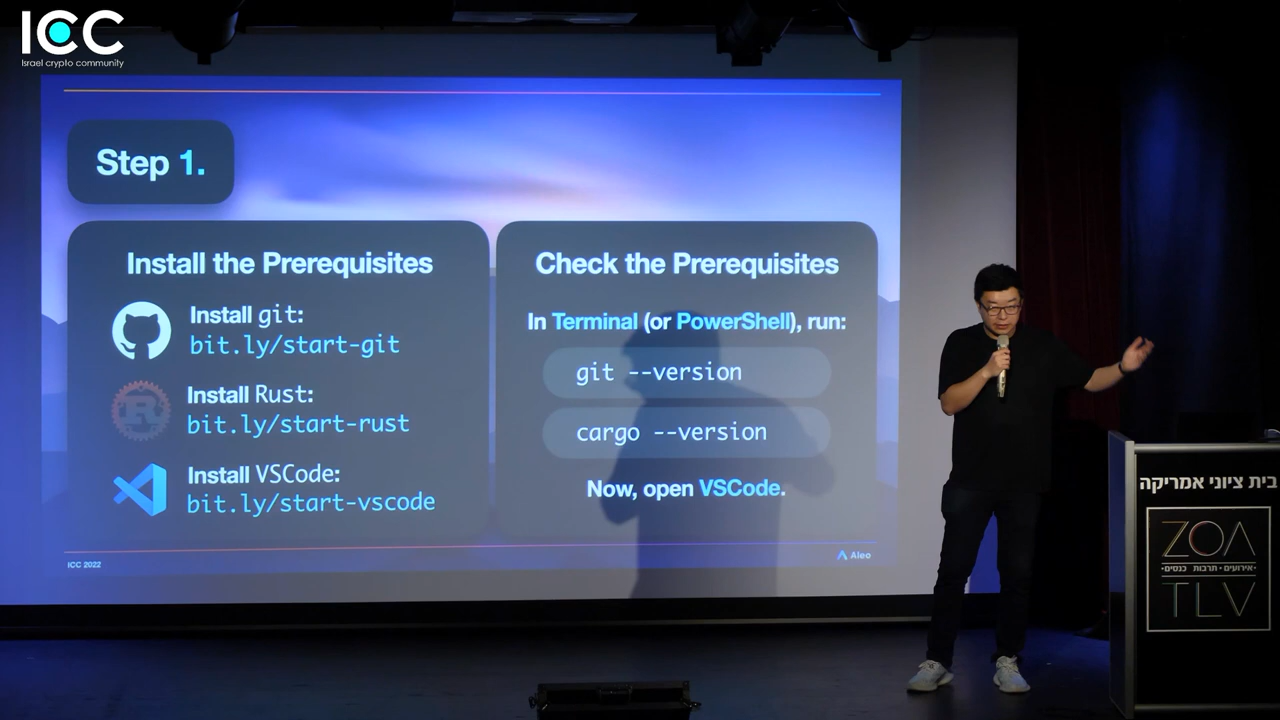 ICC
Israel crypto community
Step 1.
Install the Prerequisites
Install git:
bit.ly/start-git
Install Rust:
bit.ly/start-rust
Install VSCode:
bit.ly/start-vscode
Check the Prerequisites
In Terminal (or PowerShell), run:
git --version
cargo --version
Now, open VSCode.
ICC 2022
Aleo
בית ציוני אמריקה
ZOA
•אירועים • תרבות • כנסים•
TLV